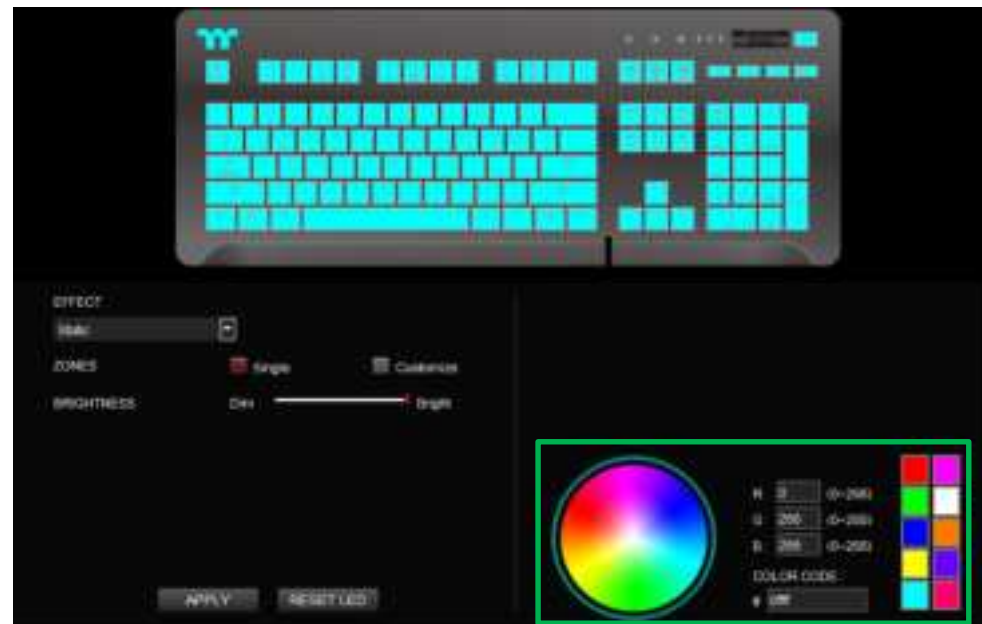 EFFECT
Static
ZONES Single Customize
BRIGHTNESS Dim Bright
R 0 (0~255)
G 255 (0~255)
B 255 (0~255)
COLOR CODE
#
APPLY RESET LED